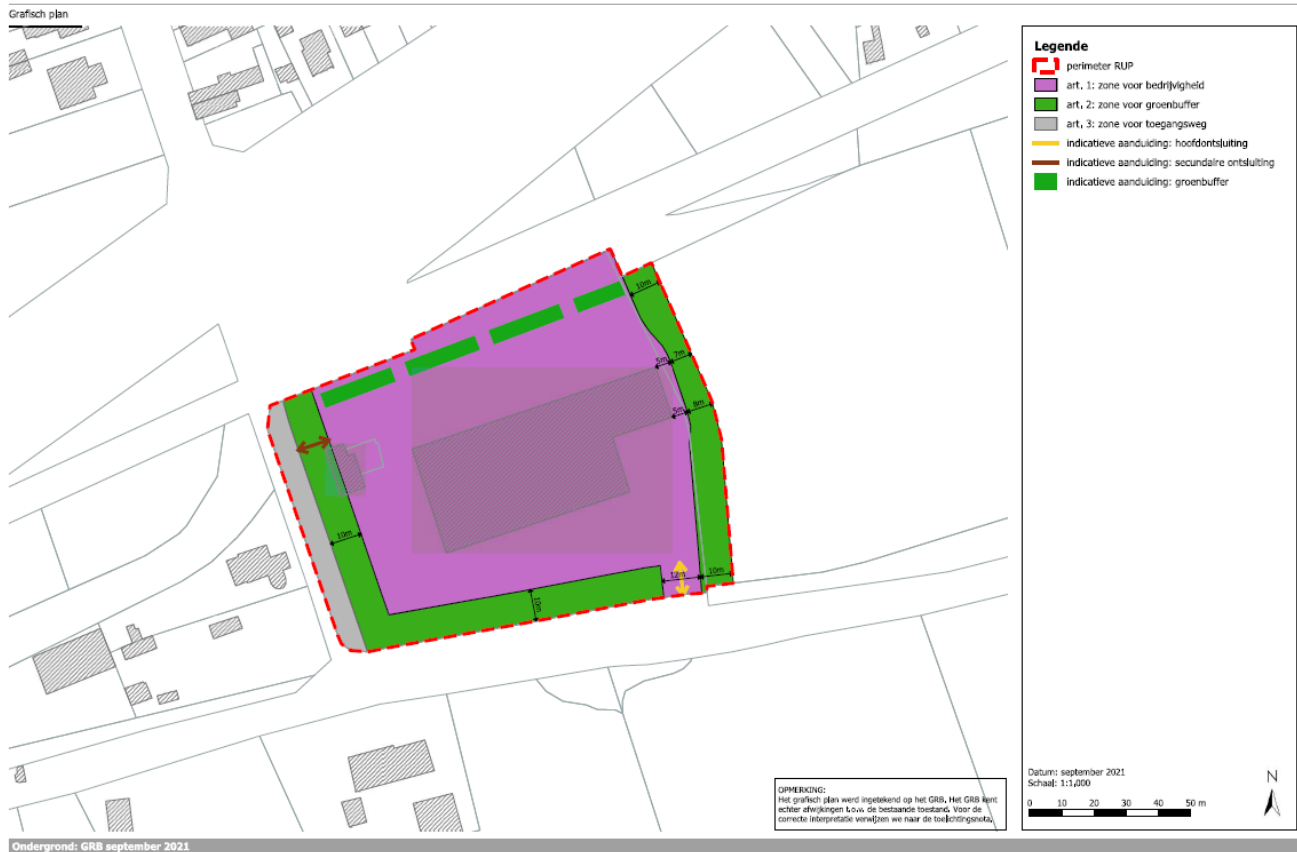 Grafisch plan
Legende
perimeter RUP
art. 1: zone voor bedrijvigheid
art. 2: zone voor groenbuffer
art. 3: zone voor toegangsweg
indicatieve aanduiding: hoofdontsluiting
indicatieve aanduiding: secundaire ontsluiting
indicatieve aanduiding: groenbuffer
10m
7m
5m
5m
8m
10m
12m
10m
10m
OPMERKING:
Het grafisch plan werd ingetekend op het GRB. Het GRB kent
echter afwijkingen t.o.v. de bestaande toestand. Voor de
correcte interpretatie verwijzen we naar de toelichtingsnota.
Datum: september 2021
Schaal: 1:1,000
N
0 10 20 30 40 50 m
Ondergrond: GRB september 2021